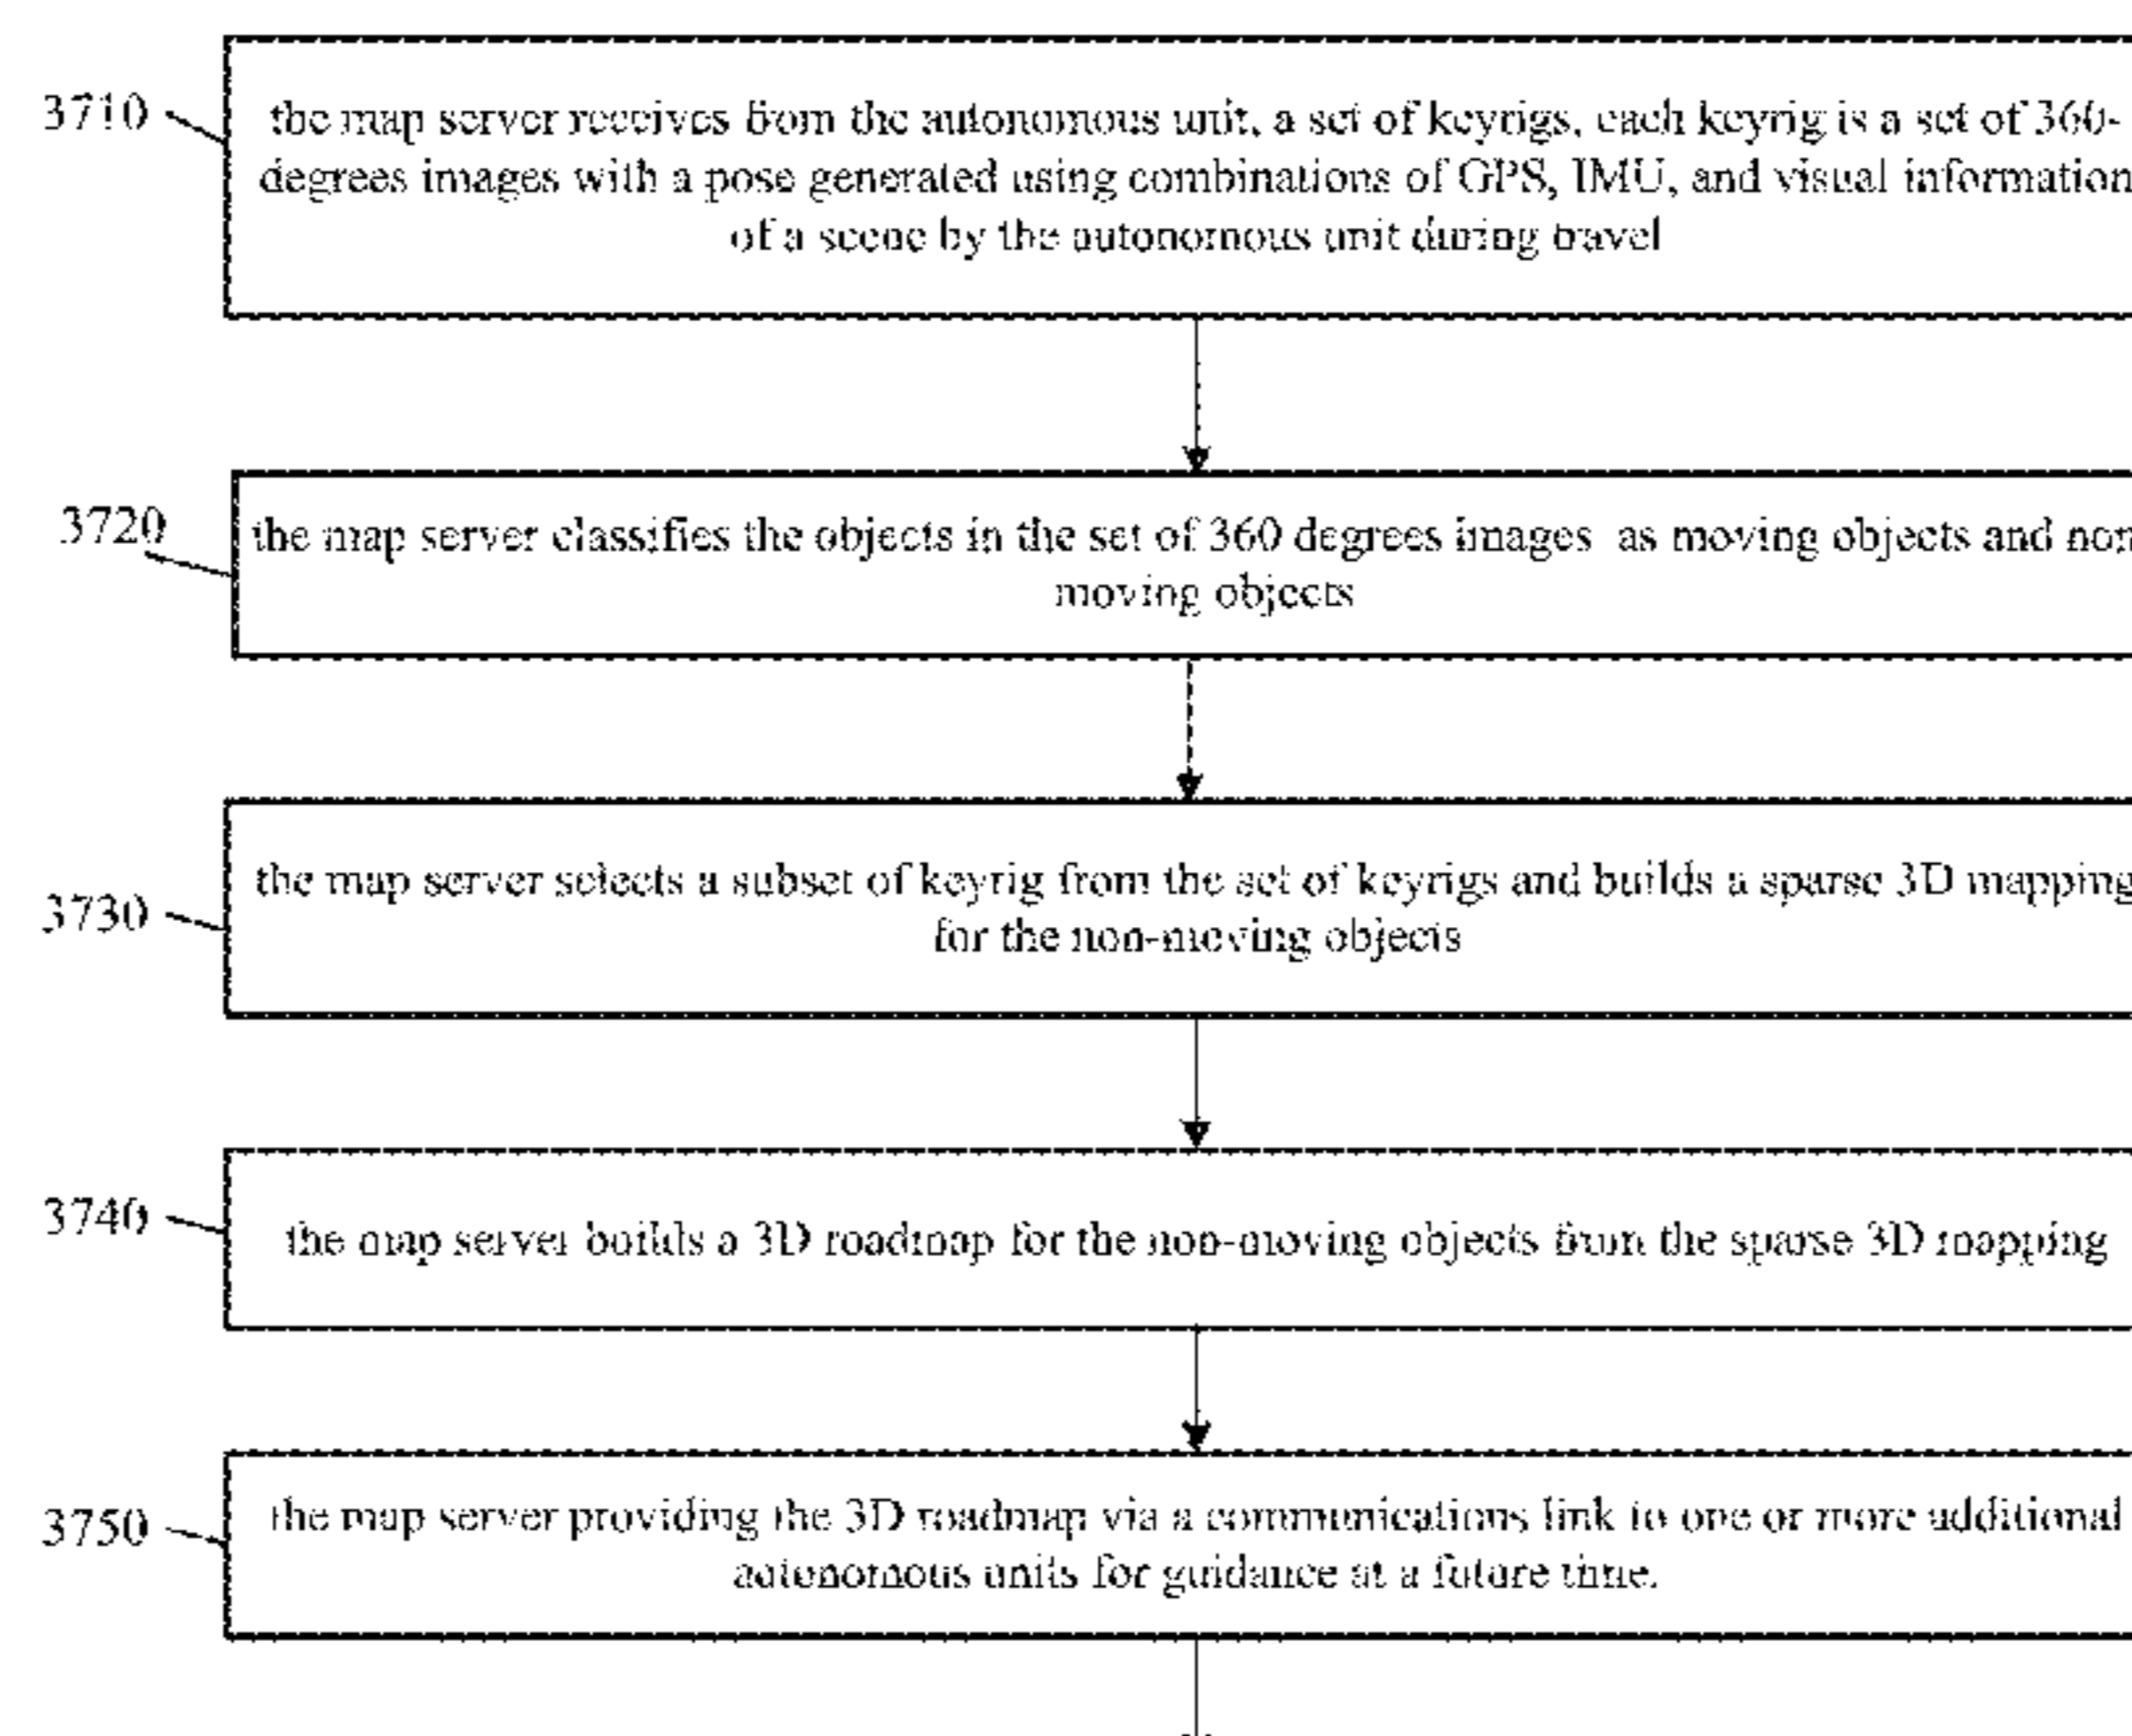 3710
the map server receives from the autonomous unit, a set of keyrigs, each keyrig is a set of 360-
degrees images with a pose generated using combinations of GPS, IMU, and visual information
of a scene by the autonomous unit during travel
3720
the map server classifies the objects in the set of 360 degrees images as moving objects and non
moving objects
3730
the map server selects a subset of keyrig from the set of keyrigs and builds a sparse 3D mapping
for the non-moving objects
3740
the map server builds a 3D roadmap for the non-moving objects from the sparse 3D mapping
3750
the map server providing the 3D roadmap via a communications link to one or more additional
autonomous units for guidance at a future time.